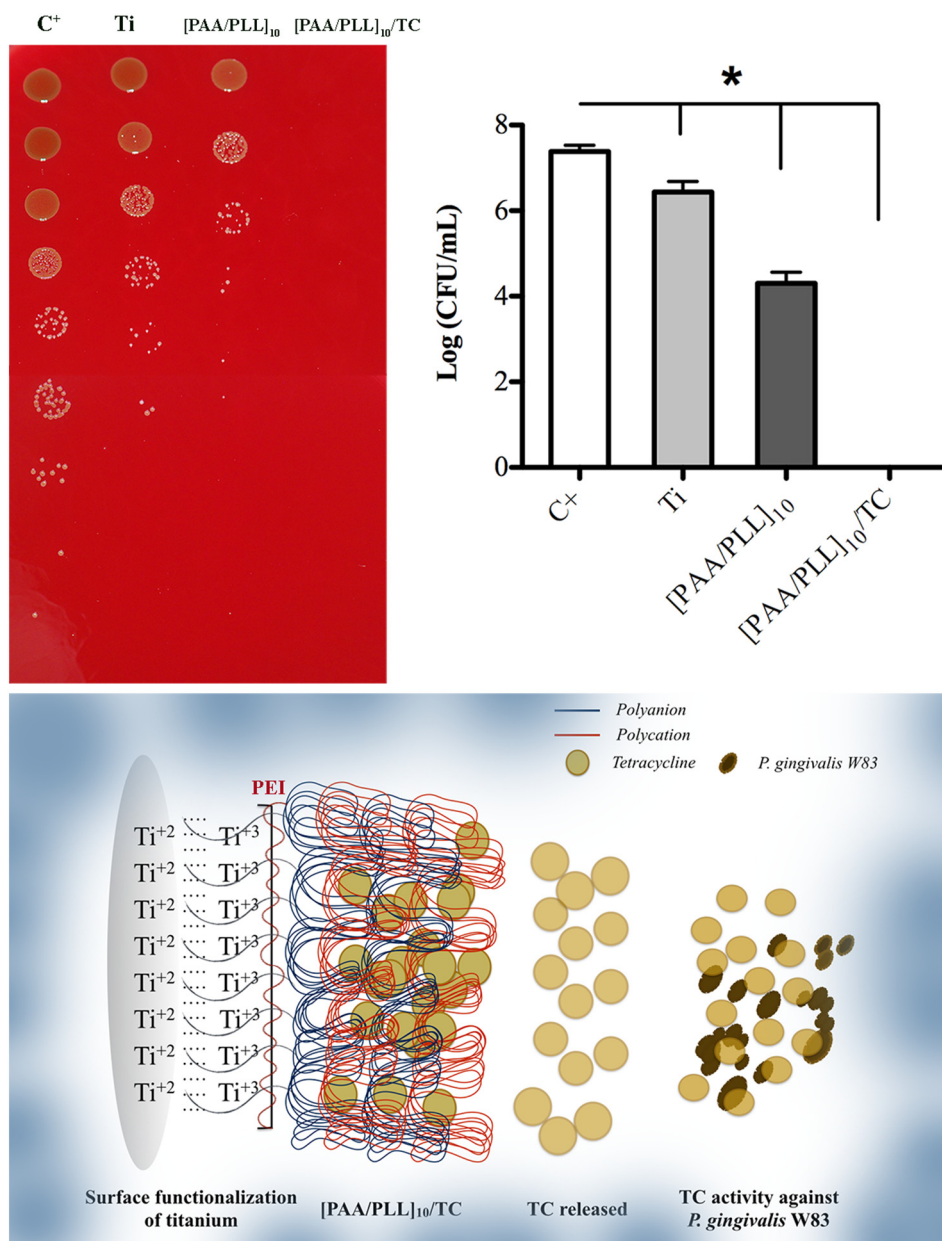 C⁺ Ti [PAA/PLL]₁₀ [PAA/PLL]₁₀/TC
*
Log (CFU/mL)
8
6
4
2
0
C+
Ti
[PAA/PLL]₁₀
[PAA/PLL]₁₀/TC
Polyanion
Polycation
Tetracycline
P. gingivalis W83
PEI
Ti⁺² Ti⁺³
Ti⁺² Ti⁺³
Ti⁺² Ti⁺³
Ti⁺² Ti⁺³
Ti⁺² Ti⁺³
Ti⁺² Ti⁺³
Ti⁺² Ti⁺³
Ti⁺² Ti⁺³
Surface functionalization
of titanium
[PAA/PLL]₁₀/TC
TC released
TC activity against
P. gingivalis W83